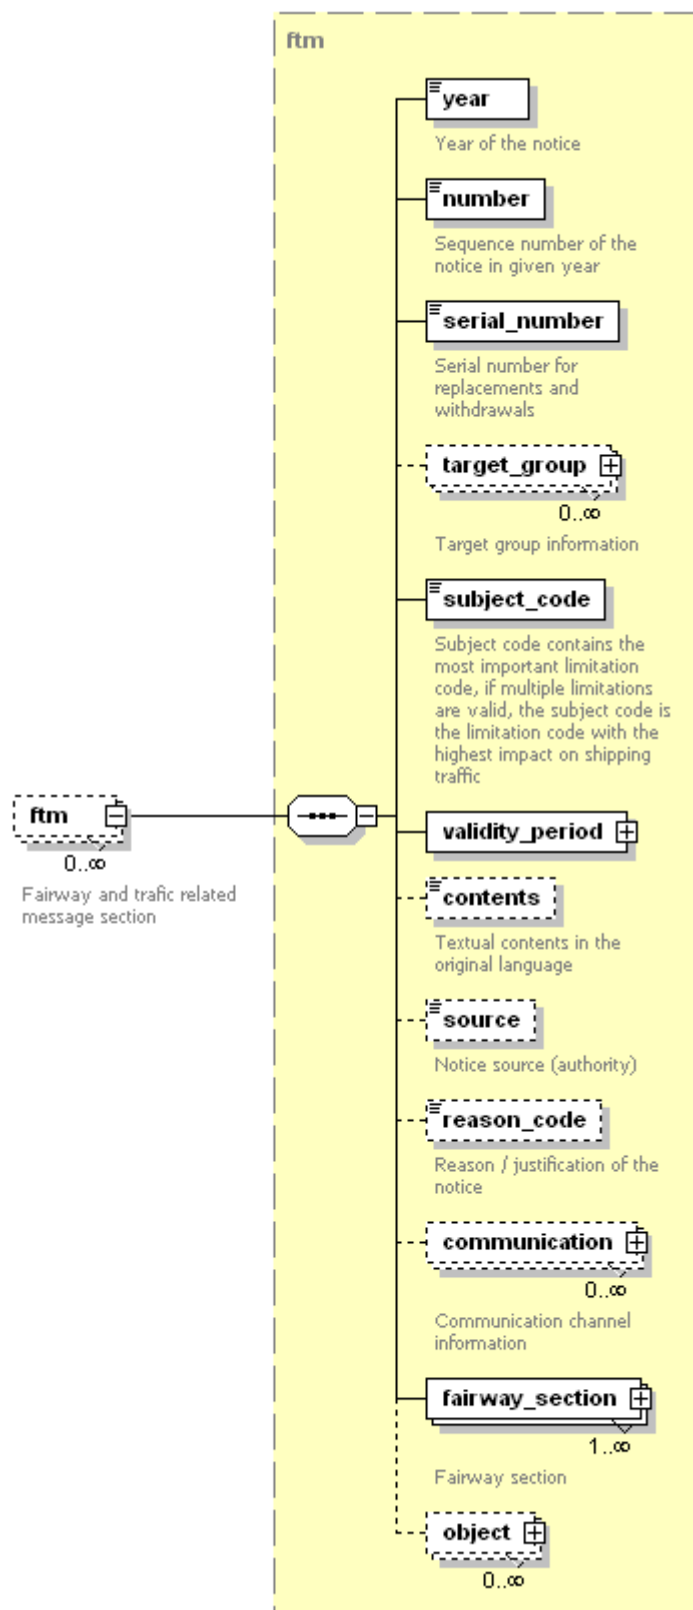 ftm
year
Year of the notice
number
Sequence number of the
notice in given year
serial_number
Serial number for
replacements and
withdrawals
target_group
0..∞
Target group information
subject_code
Subject code contains the
most important limitation
code, if multiple limitations
are valid, the subject code is
the limitation code with the
highest impact on shipping
traffic
ftm
0..∞
Fairway and trafic related
message section
validity_period
contents
Textual contents in the
original language
source
Notice source (authority)
reason_code
Reason / justification of the
notice
communication
0..∞
Communication channel
information
fairway_section
1..∞
Fairway section
object
0..∞